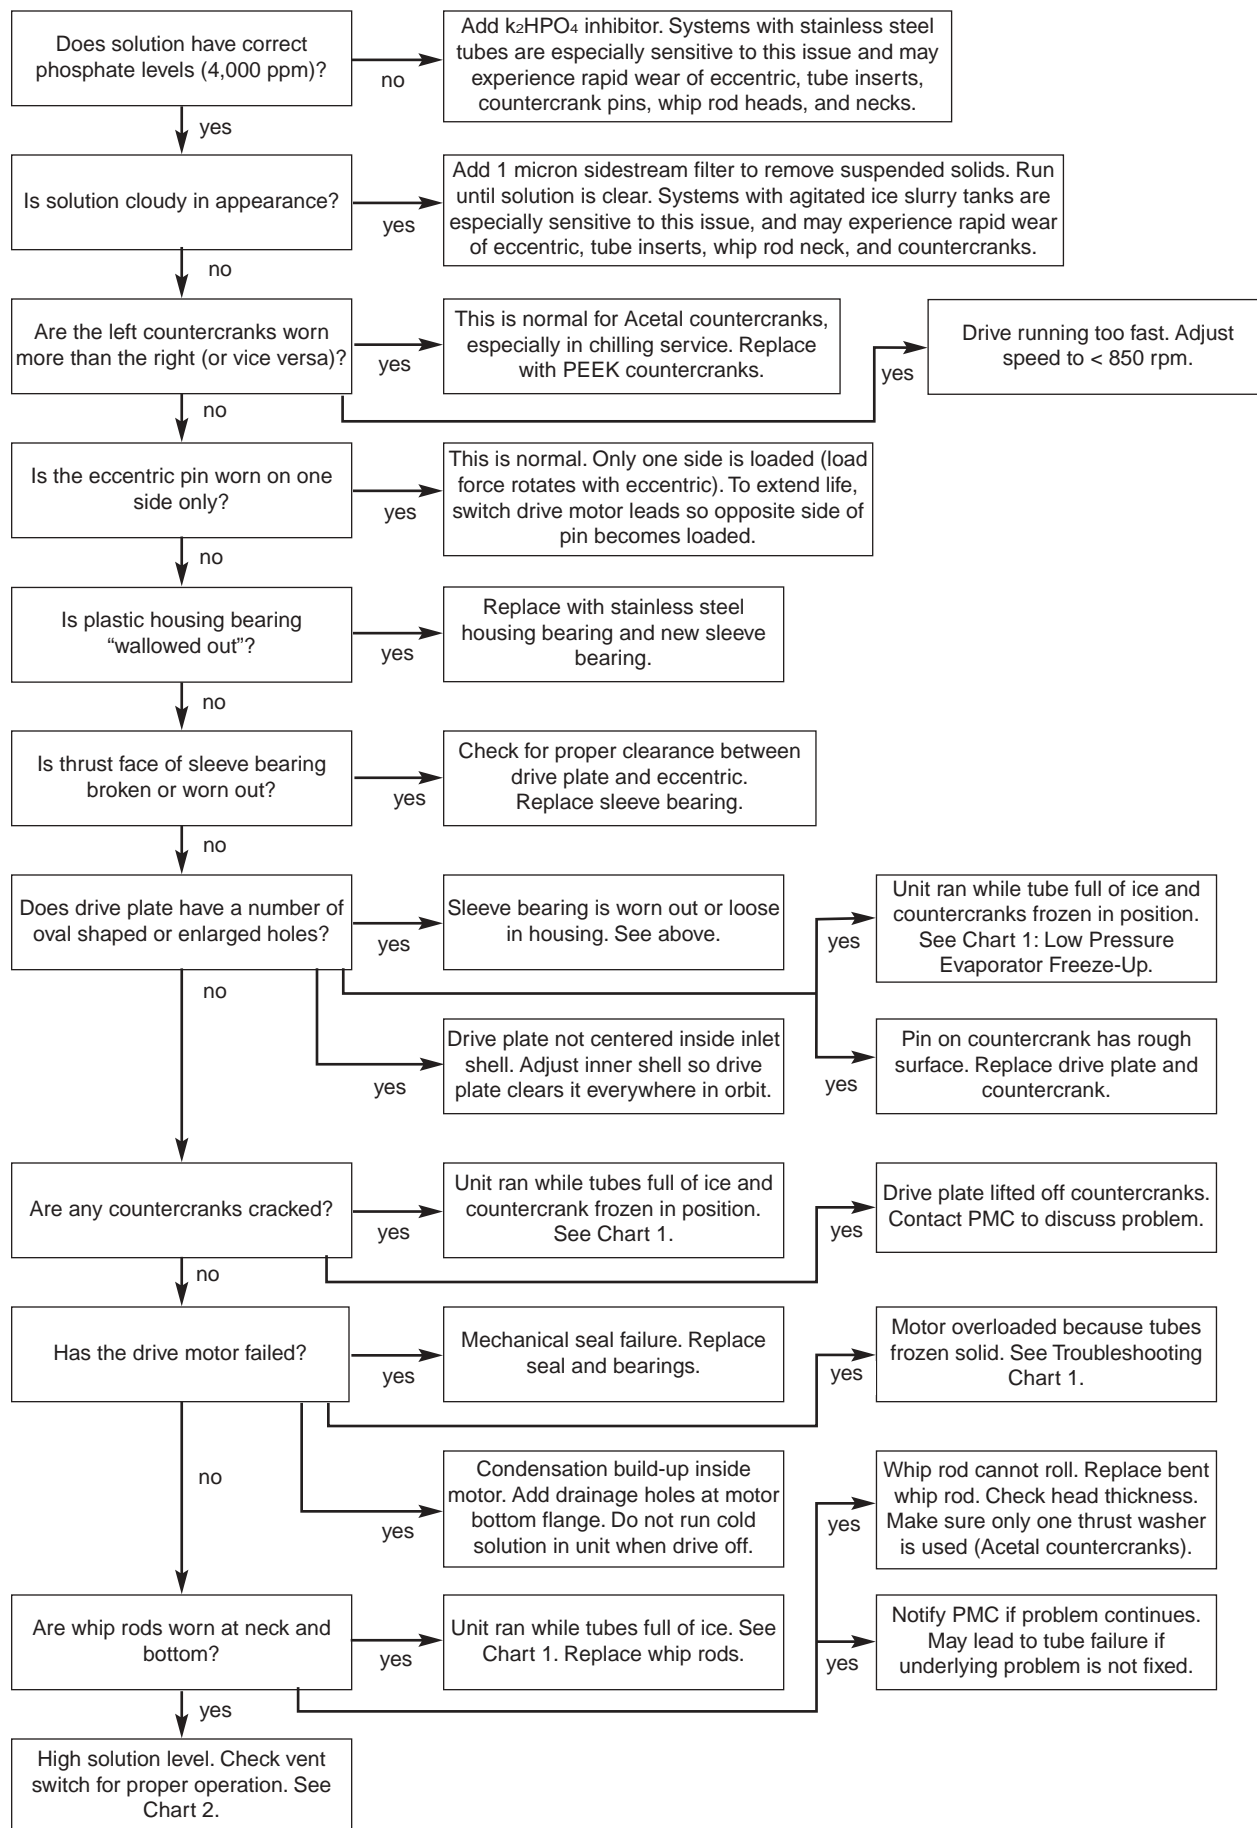 Does solution have correct
phosphate levels (4,000 ppm)?
no
Add k₂HPO₄ inhibitor. Systems with stainless steel
tubes are especially sensitive to this issue and may
experience rapid wear of eccentric, tube inserts,
countercrank pins, whip rod heads, and necks.
yes
Is solution cloudy in appearance?
yes
Add 1 micron sidestream filter to remove suspended solids. Run
until solution is clear. Systems with agitated ice slurry tanks are
especially sensitive to this issue, and may experience rapid wear
of eccentric, tube inserts, whip rod neck, and countercranks.
no
Are the left countercranks worn
more than the right (or vice versa)?
yes
This is normal for Acetal countercranks,
especially in chilling service. Replace
with PEEK countercranks.
yes
Drive running too fast. Adjust
speed to < 850 rpm.
no
Is the eccentric pin worn on one
side only?
yes
This is normal. Only one side is loaded (load
force rotates with eccentric). To extend life,
switch drive motor leads so opposite side of
pin becomes loaded.
no
Is plastic housing bearing
“wallowed out”?
yes
Replace with stainless steel
housing bearing and new sleeve
bearing.
no
Is thrust face of sleeve bearing
broken or worn out?
yes
Check for proper clearance between
drive plate and eccentric.
Replace sleeve bearing.
no
Does drive plate have a number of
oval shaped or enlarged holes?
yes
Sleeve bearing is worn out or loose
in housing. See above.
yes
Unit ran while tube full of ice and
countercranks frozen in position.
See Chart 1: Low Pressure
Evaporator Freeze-Up.
no
yes
Drive plate not centered inside inlet
shell. Adjust inner shell so drive
plate clears it everywhere in orbit.
yes
Pin on countercrank has rough
surface. Replace drive plate and
countercrank.
Are any countercranks cracked?
yes
Unit ran while tubes full of ice and
countercrank frozen in position.
See Chart 1.
yes
Drive plate lifted off countercranks.
Contact PMC to discuss problem.
no
Has the drive motor failed?
yes
Mechanical seal failure. Replace
seal and bearings.
yes
Motor overloaded because tubes
frozen solid. See Troubleshooting
Chart 1.
no
yes
Condensation build-up inside
motor. Add drainage holes at motor
bottom flange. Do not run cold
solution in unit when drive off.
yes
Whip rod cannot roll. Replace bent
whip rod. Check head thickness.
Make sure only one thrust washer
is used (Acetal countercranks).
Are whip rods worn at neck and
bottom?
yes
Unit ran while tubes full of ice. See
Chart 1. Replace whip rods.
yes
Notify PMC if problem continues.
May lead to tube failure if
underlying problem is not fixed.
yes
High solution level. Check vent
switch for proper operation. See
Chart 2.